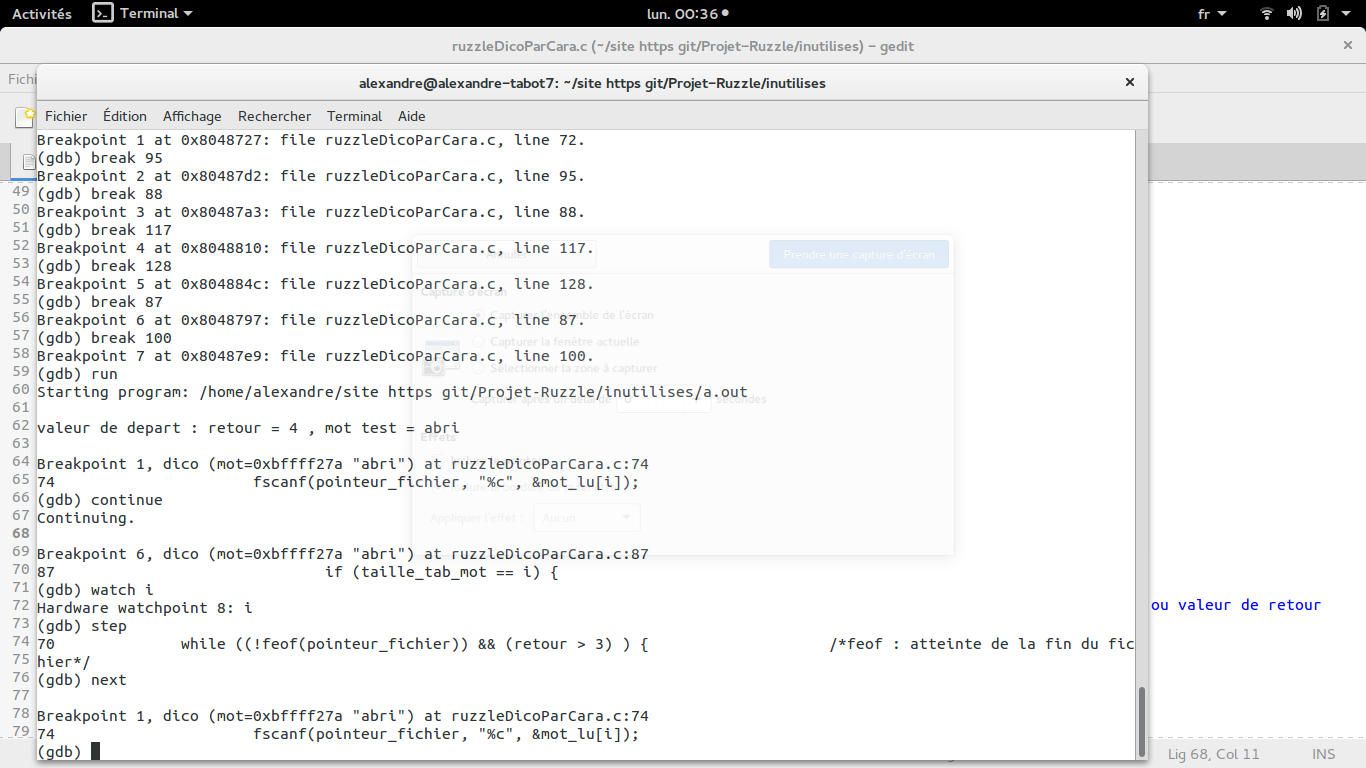 Activités Terminal lun. 00:36 fr
ruzzleDicoParCara.c (~/site https git/Projet-Ruzzle/inutilises) – gedit ×
Fichi
alexandre@alexandre-tabot7: ~/site https git/Projet-Ruzzle/inutilises ×
Fichier Édition Affichage Rechercher Terminal Aide
Breakpoint 1 at 0x8048727: file ruzzleDicoParCara.c, line 72.
(gdb) break 95
Breakpoint 2 at 0x80487d2: file ruzzleDicoParCara.c, line 95.
49 (gdb) break 88
50 Breakpoint 3 at 0x80487a3: file ruzzleDicoParCara.c, line 88.
51 (gdb) break 117
52 Breakpoint 4 at 0x8048810: file ruzzleDicoParCara.c, line 117.
Prendre une capture d'écran
53 (gdb) break 128
54 Breakpoint 5 at 0x804884c: file ruzzleDicoParCara.c, line 128.
Capture d'écran
55 (gdb) break 87
56 Breakpoint 6 at 0x8048797: file ruzzleDicoParCara.c, line 87.
Capturer l'ensemble de l'écran
57 (gdb) break 100
Capturer la fenêtre actuelle
58 Breakpoint 7 at 0x80487e9: file ruzzleDicoParCara.c, line 100.
59 (gdb) run
Sélectionner la zone à capturer
60 Starting program: /home/alexandre/site https git/Projet-Ruzzle/inutilises/a.out
Capturer après un délai de 0 secondes
61
62 valeur de depart : retour = 4 , mot test = abri
Effets
63
64 Breakpoint 1, dico (mot=0xbffff27a "abri") at ruzzleDicoParCara.c:74
65 74 fscanf(pointeur_fichier, "%c", &mot_lu[i]);
66 (gdb) continue
67 Continuing.
Appliquer l'effet : Aucun
68
69 Breakpoint 6, dico (mot=0xbffff27a "abri") at ruzzleDicoParCara.c:87
70 87 if (taille_tab_mot == i) {
71 (gdb) watch i
72 Hardware watchpoint 8: i
ou valeur de retour
73 (gdb) step
74 70 while ((!feof(pointeur_fichier)) && (retour > 3) ) { /*feof : atteinte de la fin du fic
75 hier*/
76 (gdb) next
77
78 Breakpoint 1, dico (mot=0xbffff27a "abri") at ruzzleDicoParCara.c:74
79 74 fscanf(pointeur_fichier, "%c", &mot_lu[i]);
(gdb)
Lig 68, Col 11 INS